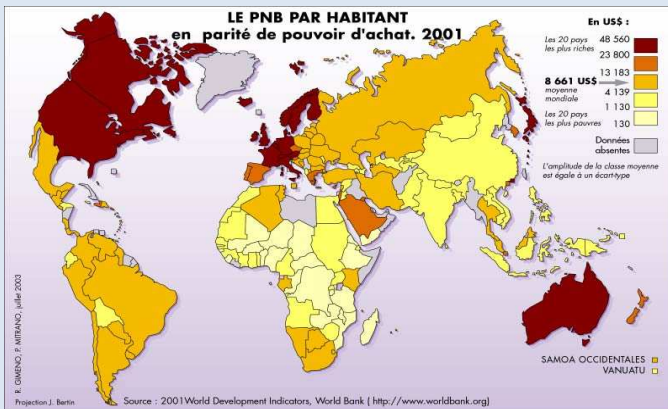 LE PNB PAR HABITANT
en parité de pouvoir d'achat. 2001
En US$ :
Les 20 pays
les plus riches
48 560
23 800
13 183
8 661 US$
moyenne
mondiale
4 139
1 130
Les 20 pays
les plus pauvres
130
Données
absentes
L'amplitude de la classe moyenne
est égale à un écart-type
R. GIMENO, P. MITRANO, juillet 2003
SAMOA OCCIDENTALES
VANUATU
Projection J. Bertin
Source : 2001World Development Indicators, World Bank ( http://www.worldbank.org)